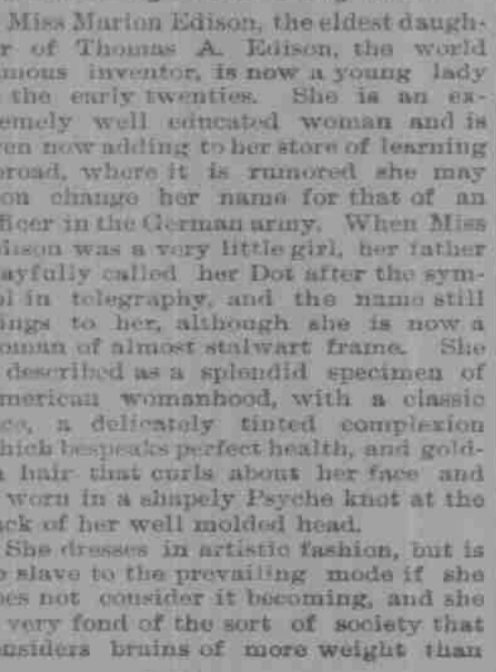 Miss Marion Edison, the eldest daugh-
r of Thomas A. Edison, the world
mous inventor, is now a young lady
the early twenties. She is an ex-
emely well educated woman and is
en now adding to her store of learning
broad, where it is rumored she may
on change her name for that of an
fficer in the German army. When Miss
dison was a very little girl, her father
ayfully called her Dot after the sym-
ol in telegraphy, and the name still
ings to her, although she is now a
oman of almost stalwart frame. She
described as a splendid specimen of
merican womanhood, with a classic
ce, a delicately tinted complexion
hich bespeaks perfect health, and gold-
n hair that curls about her face and
worn in a shapely Psyche knot at the
ack of her well molded head.
She dresses in artistic fashion, but is
o slave to the prevailing mode if she
oes not consider it becoming, and she
very fond of the sort of society that
onsiders brains of more weight than